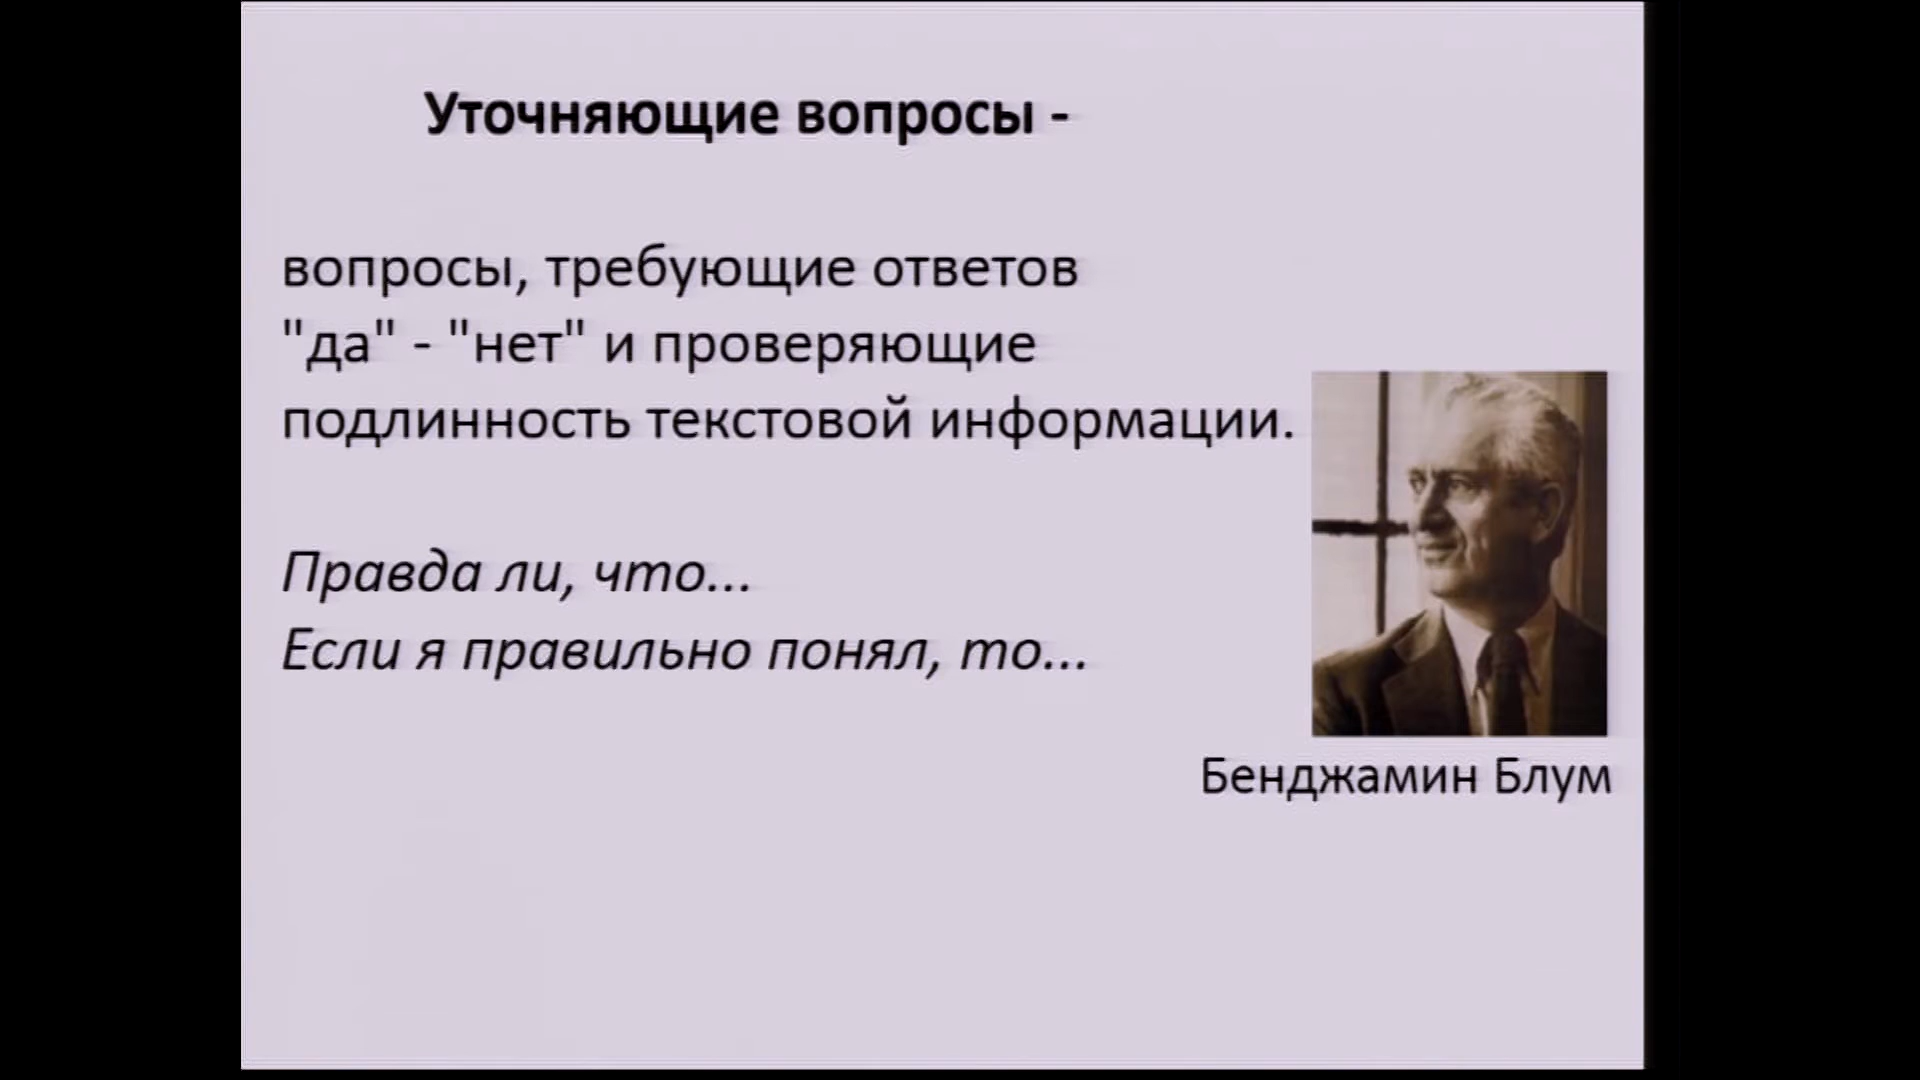 Уточняющие вопросы -
вопросы, требующие ответов
"да" - "нет" и проверяющие
подлинность текстовой информации.
Правда ли, что...
Если я правильно понял, то...
Бенджамин Блум